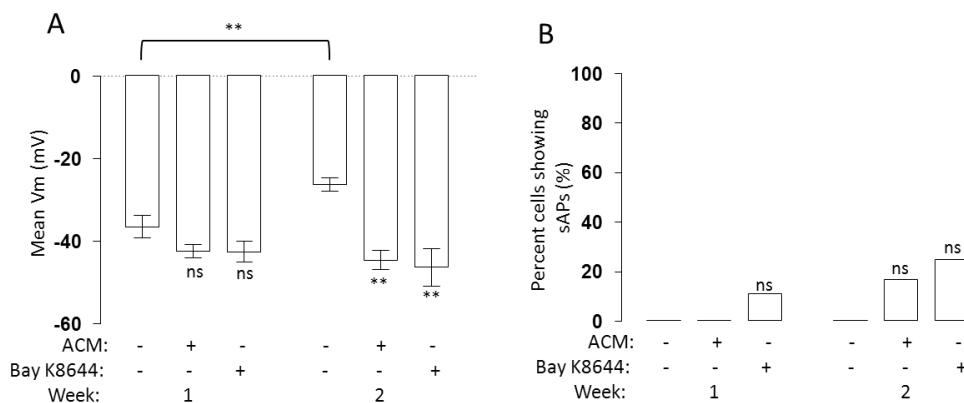 A
**
0
-20
-40
-60
Mean Vm (mV)
ns
ns
**
**
ACM: - + - - + -
Bay K8644: - - + - - +
Week: 1 2
B
100
80
60
40
20
0
Percent cells showing
sAPs (%)
ns
ns
ns
ACM: - + - - + -
Bay K8644: - - + - - +
Week: 1 2